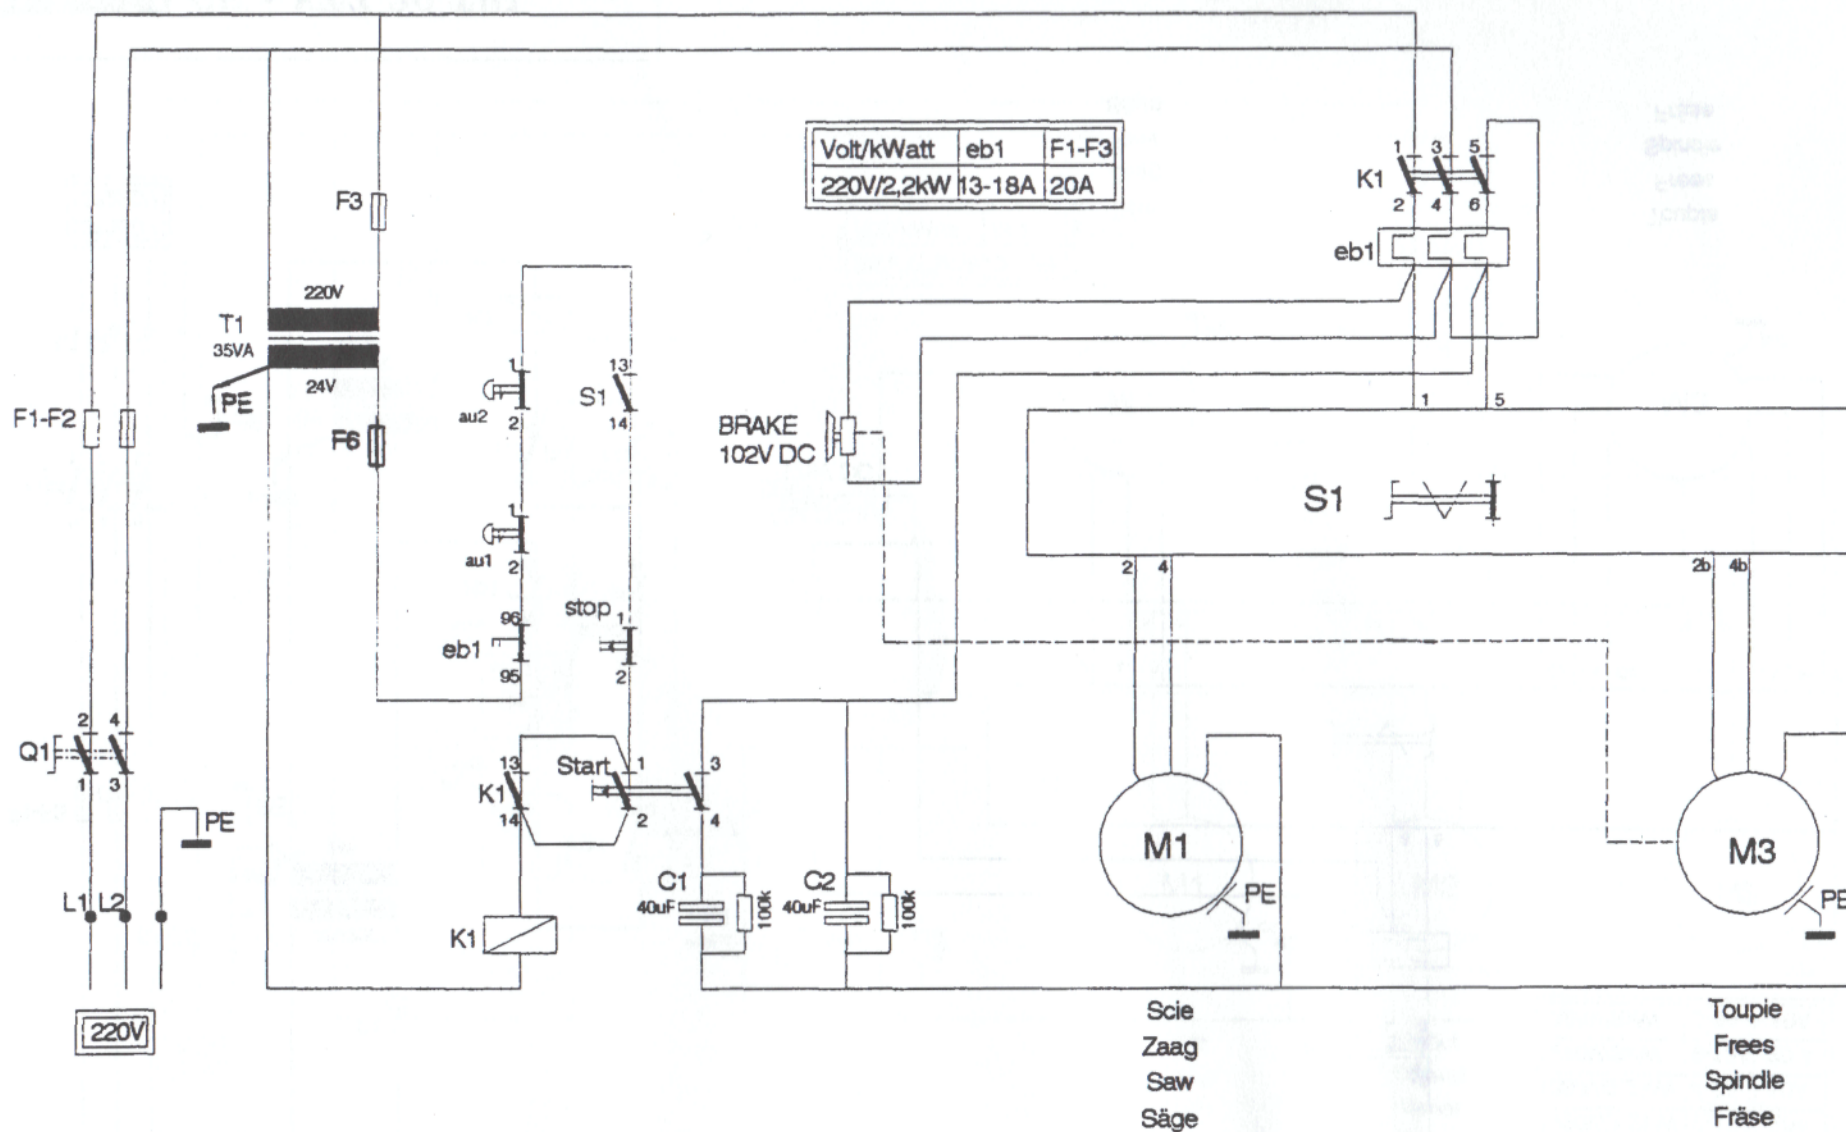 Volt/kWatt eb1 F1-F3
220V/2,2kW 13-18A 20A
1 3 5
K1
2 4 6
eb1
F3
220V
T1
35VA
24V
PE
F1-F2
F6
1
au2
2
13
S1
14
BRAKE
102V DC
1 5
S1
1
au1
2
2 4
2b 4b
96
eb1
95
stop
1
2
2 4
Q1
1 3
13
K1
14
Start
1
2
3
4
PE
L1 L2
K1
C1
40uF
100k
C2
40uF
100k
M1
PE
M3
PE
220V
Scie
Zaag
Saw
Säge
Toupie
Frees
Spindle
Fräse